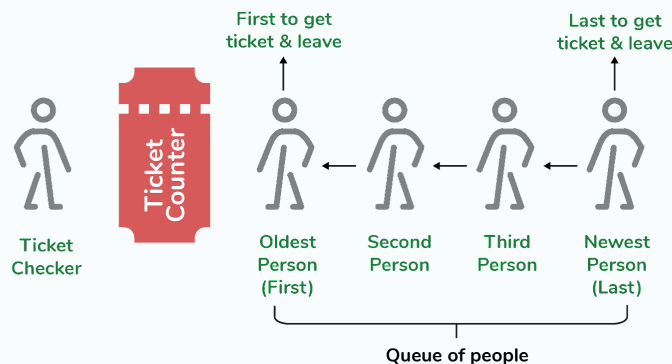 First to get
ticket & leave
Last to get
ticket & leave
Ticket
Counter
Ticket
Checker
Oldest
Person
(First)
Second
Person
Third
Person
Newest
Person
(Last)
Queue of people